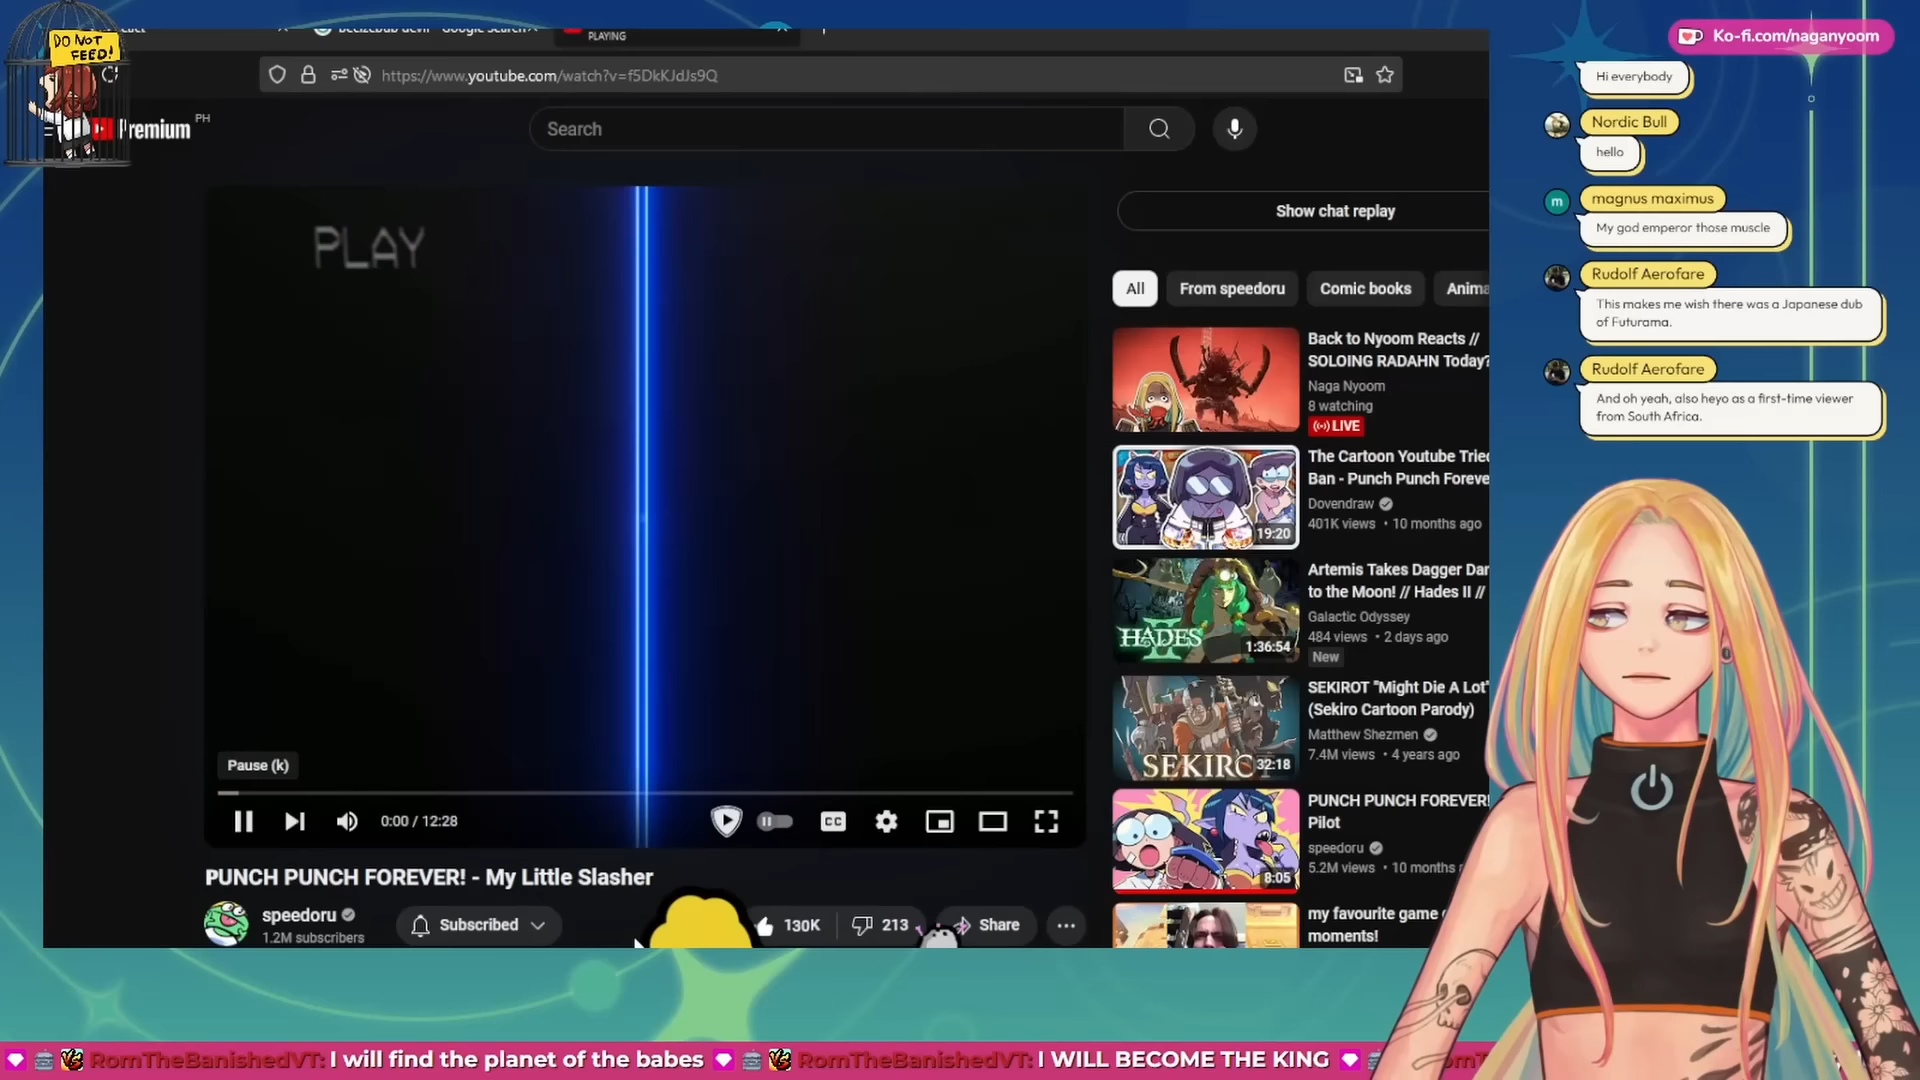 DO NOT
FEED!
Beelzebub devil - Google Search
PLAYING
https://www.youtube.com/watch?v=f5DkKJdJs9Q
Ko-fi.com/naganyoom
Premium PH
Search
Hi everybody
Nordic Bull
hello
m
magnus maximus
My god emperor those muscle
Rudolf Aerofare
This makes me wish there was a Japanese dub
of Futurama.
Rudolf Aerofare
And oh yeah, also heyo as a first-time viewer
from South Africa.
PLAY
Pause (k)
0:00 / 12:28
CC
PUNCH PUNCH FOREVER! - My Little Slasher
speedoru
1.2M subscribers
Subscribed
130K
213
Share
Show chat replay
All
From speedoru
Comic books
Anima
Back to Nyoom Reacts //
SOLOING RADAHN Today?
Naga Nyoom
8 watching
LIVE
19:20
The Cartoon Youtube Tried
Ban - Punch Punch Foreve
Dovendraw
401K views • 10 months ago
HADES
II
1:36:54
Artemis Takes Dagger Dan
to the Moon! // Hades II //
Galactic Odyssey
484 views • 2 days ago
New
SEKIRO
32:18
SEKIROT "Might Die A Lot"
(Sekiro Cartoon Parody)
Matthew Shezmen
7.4M views • 4 years ago
8:05
PUNCH PUNCH FOREVER!
Pilot
speedoru
5.2M views • 10 months
my favourite game
moments!
RomTheBanishedVT: I will find the planet of the babes RomTheBanishedVT: I WILL BECOME THE KING